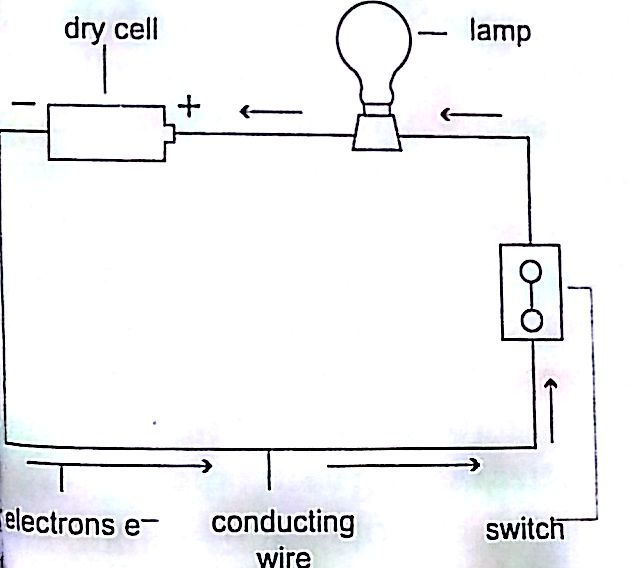 dry cell
lamp
− +
electrons e−
conducting
wire
switch